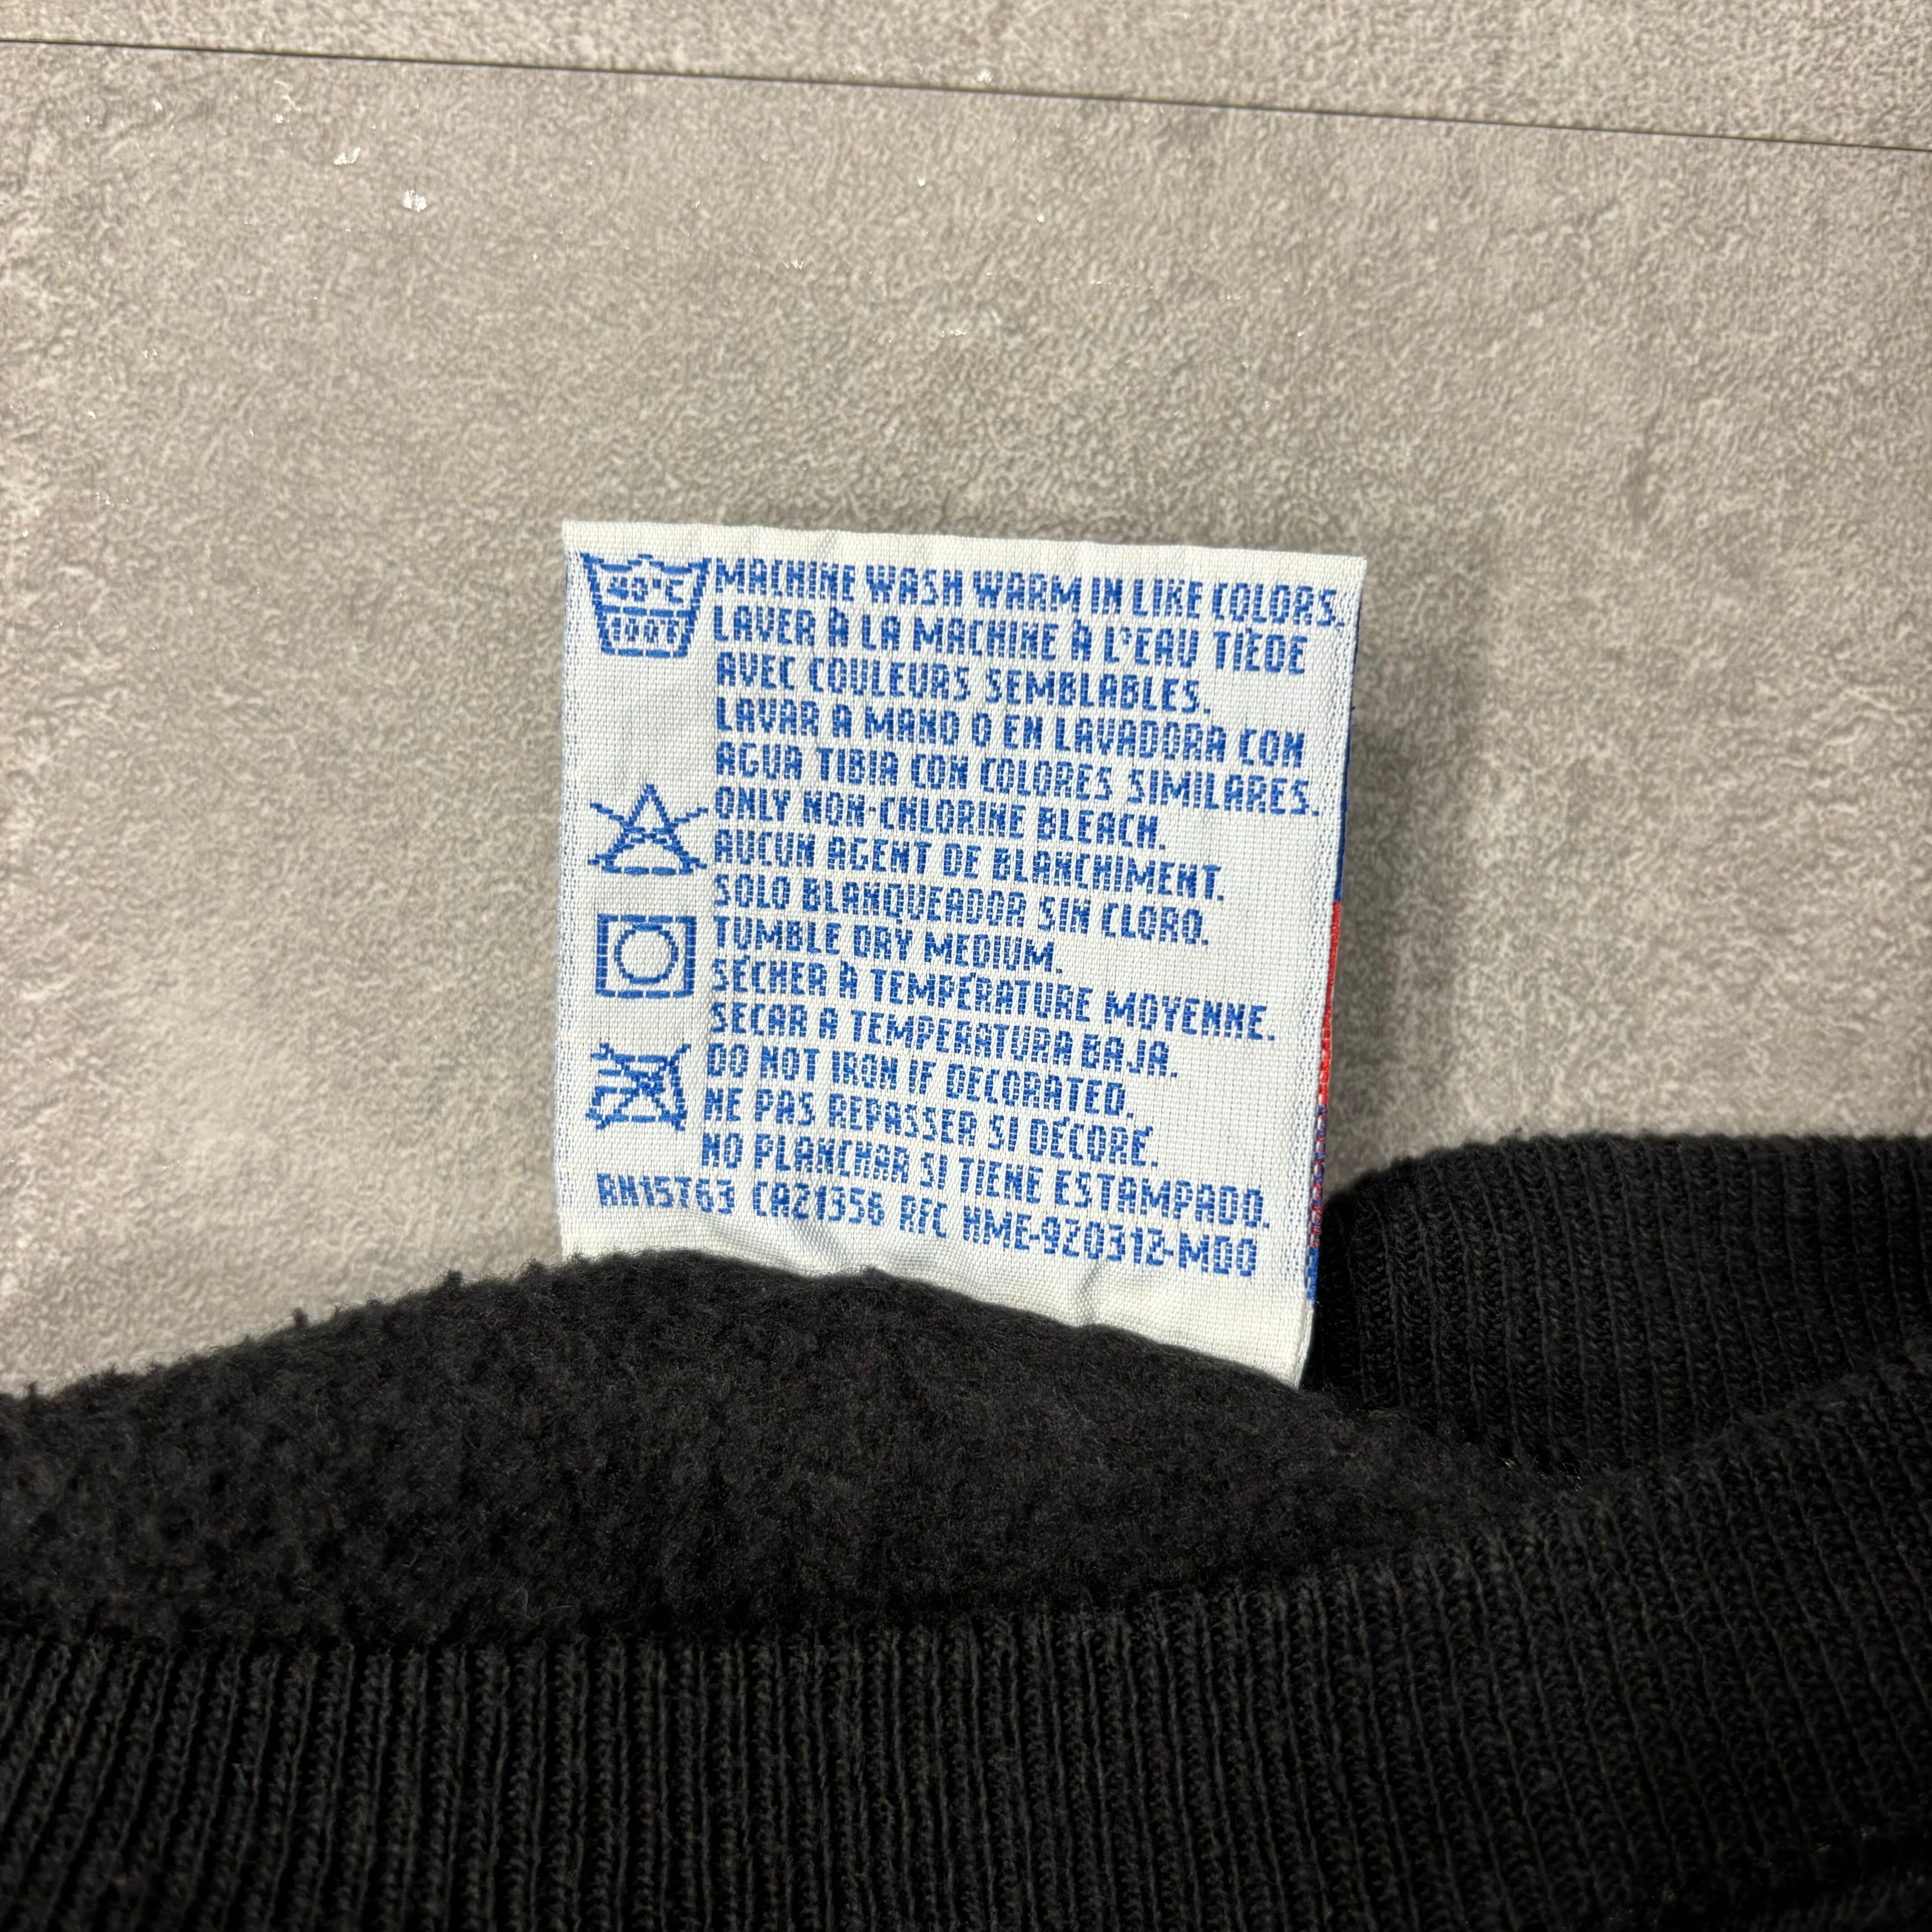 40°C
100F
MACHINE WASH WARM IN LIKE COLORS.
LAVER À LA MACHINE À L'EAU TIÈDE
AVEC COULEURS SEMBLABLES.
LAVAR A MANO O EN LAVADORA CON
AGUA TIBIA CON COLORES SIMILARES.
ONLY NON-CHLORINE BLEACH.
AUCUN AGENT DE BLANCHIMENT.
SOLO BLANQUEADOR SIN CLORO.
TUMBLE DRY MEDIUM.
SÉCHER À TEMPÉRATURE MOYENNE.
SECAR A TEMPERATURA BAJA.
DO NOT IRON IF DECORATED.
NE PAS REPASSER SI DÉCORÉ.
NO PLANCHAR SI TIENE ESTAMPADO.
RN15763 CA21356 RFC HME-920312-MD0